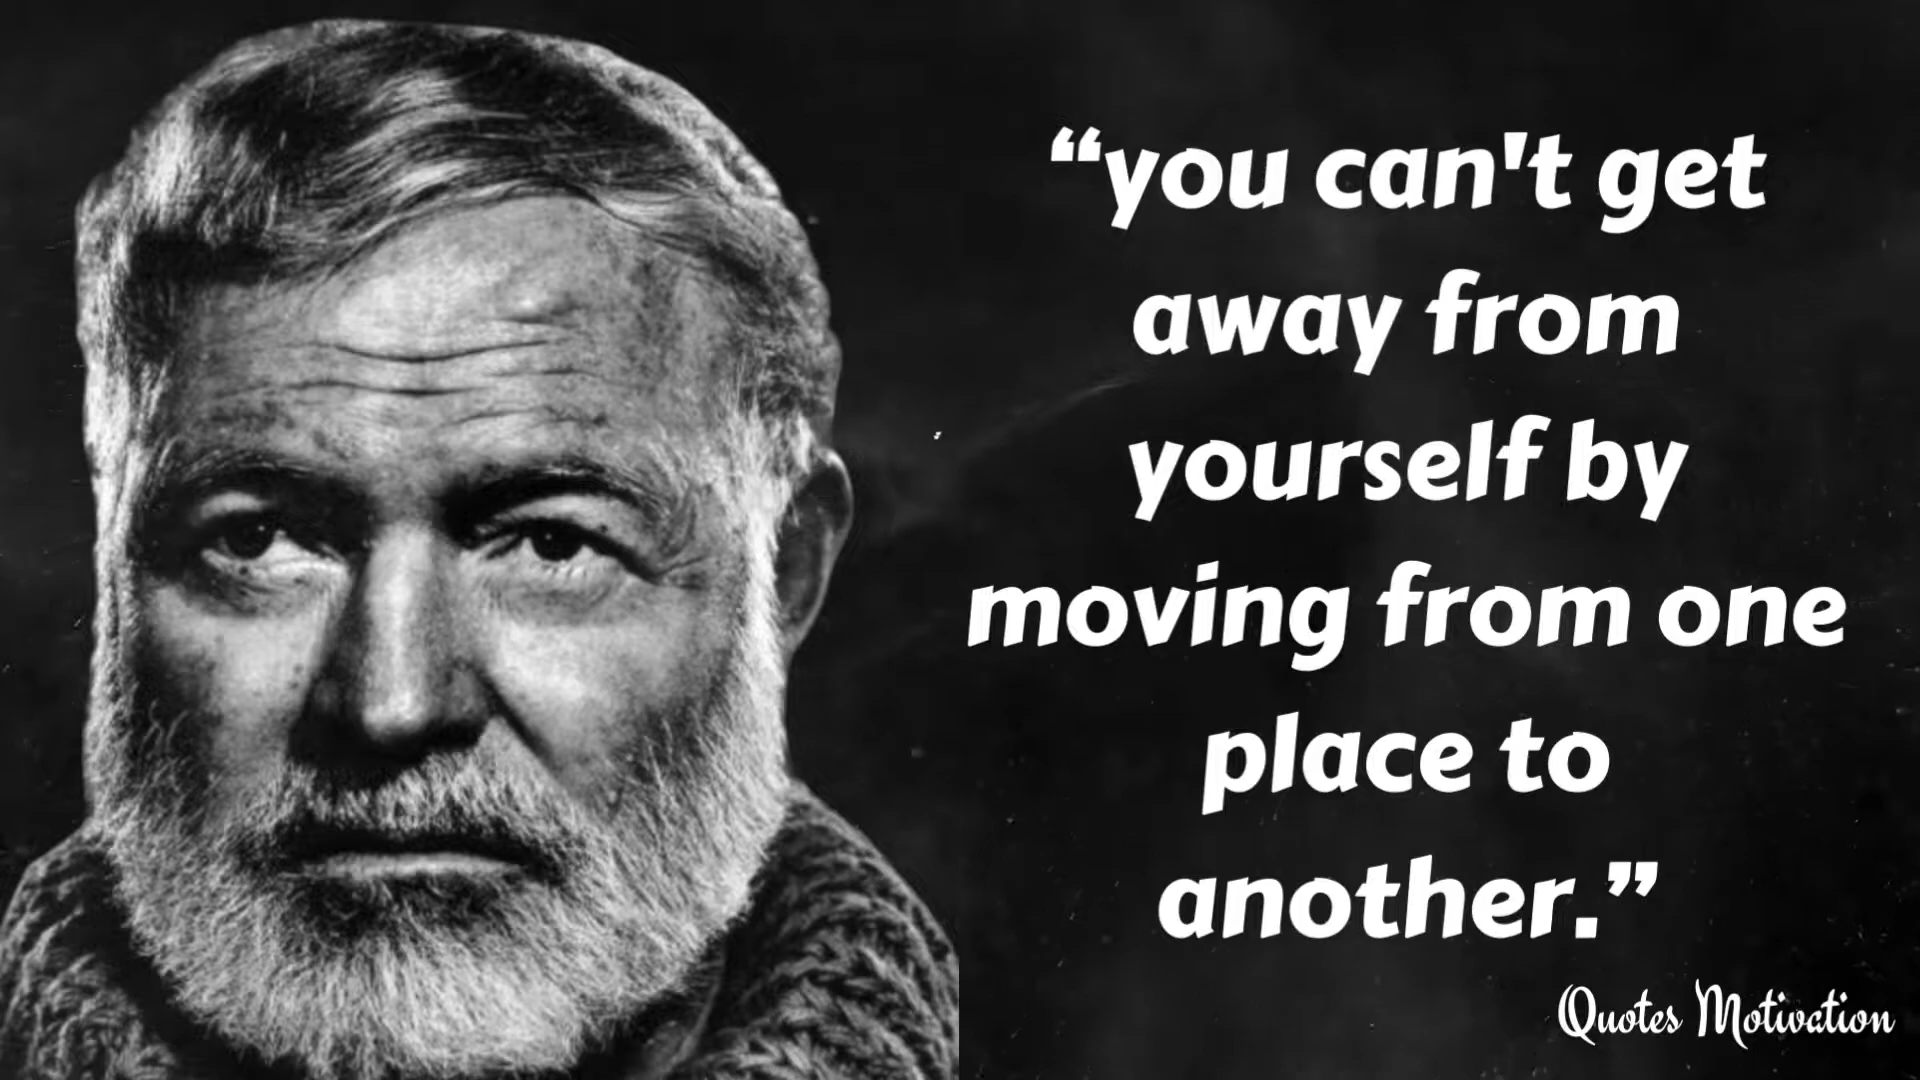 “you can't get
away from
yourself by
moving from one
place to
another.”
Quotes Motivation